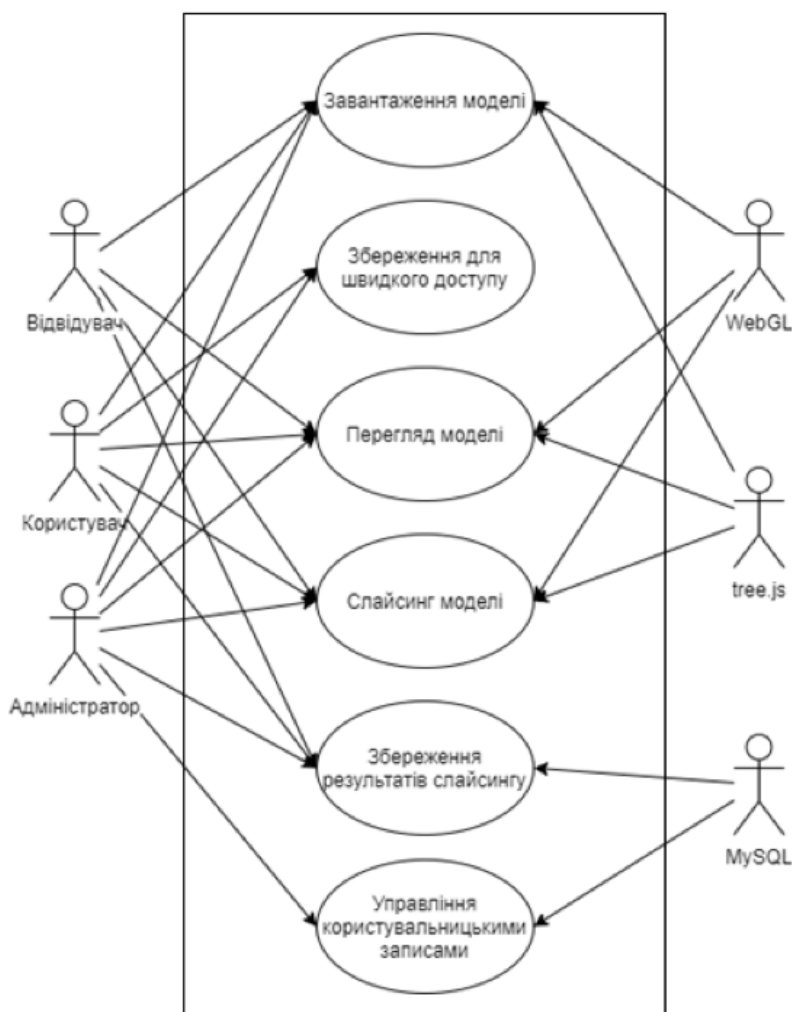 Завантаження моделі
Збереження для
швидкого доступу
Відвідувач
WebGL
Перегляд моделі
Користувач
Слайсинг моделі
tree.js
Адміністратор
Збереження
результатів слайсингу
MySQL
Управління
користувальницькими
записами